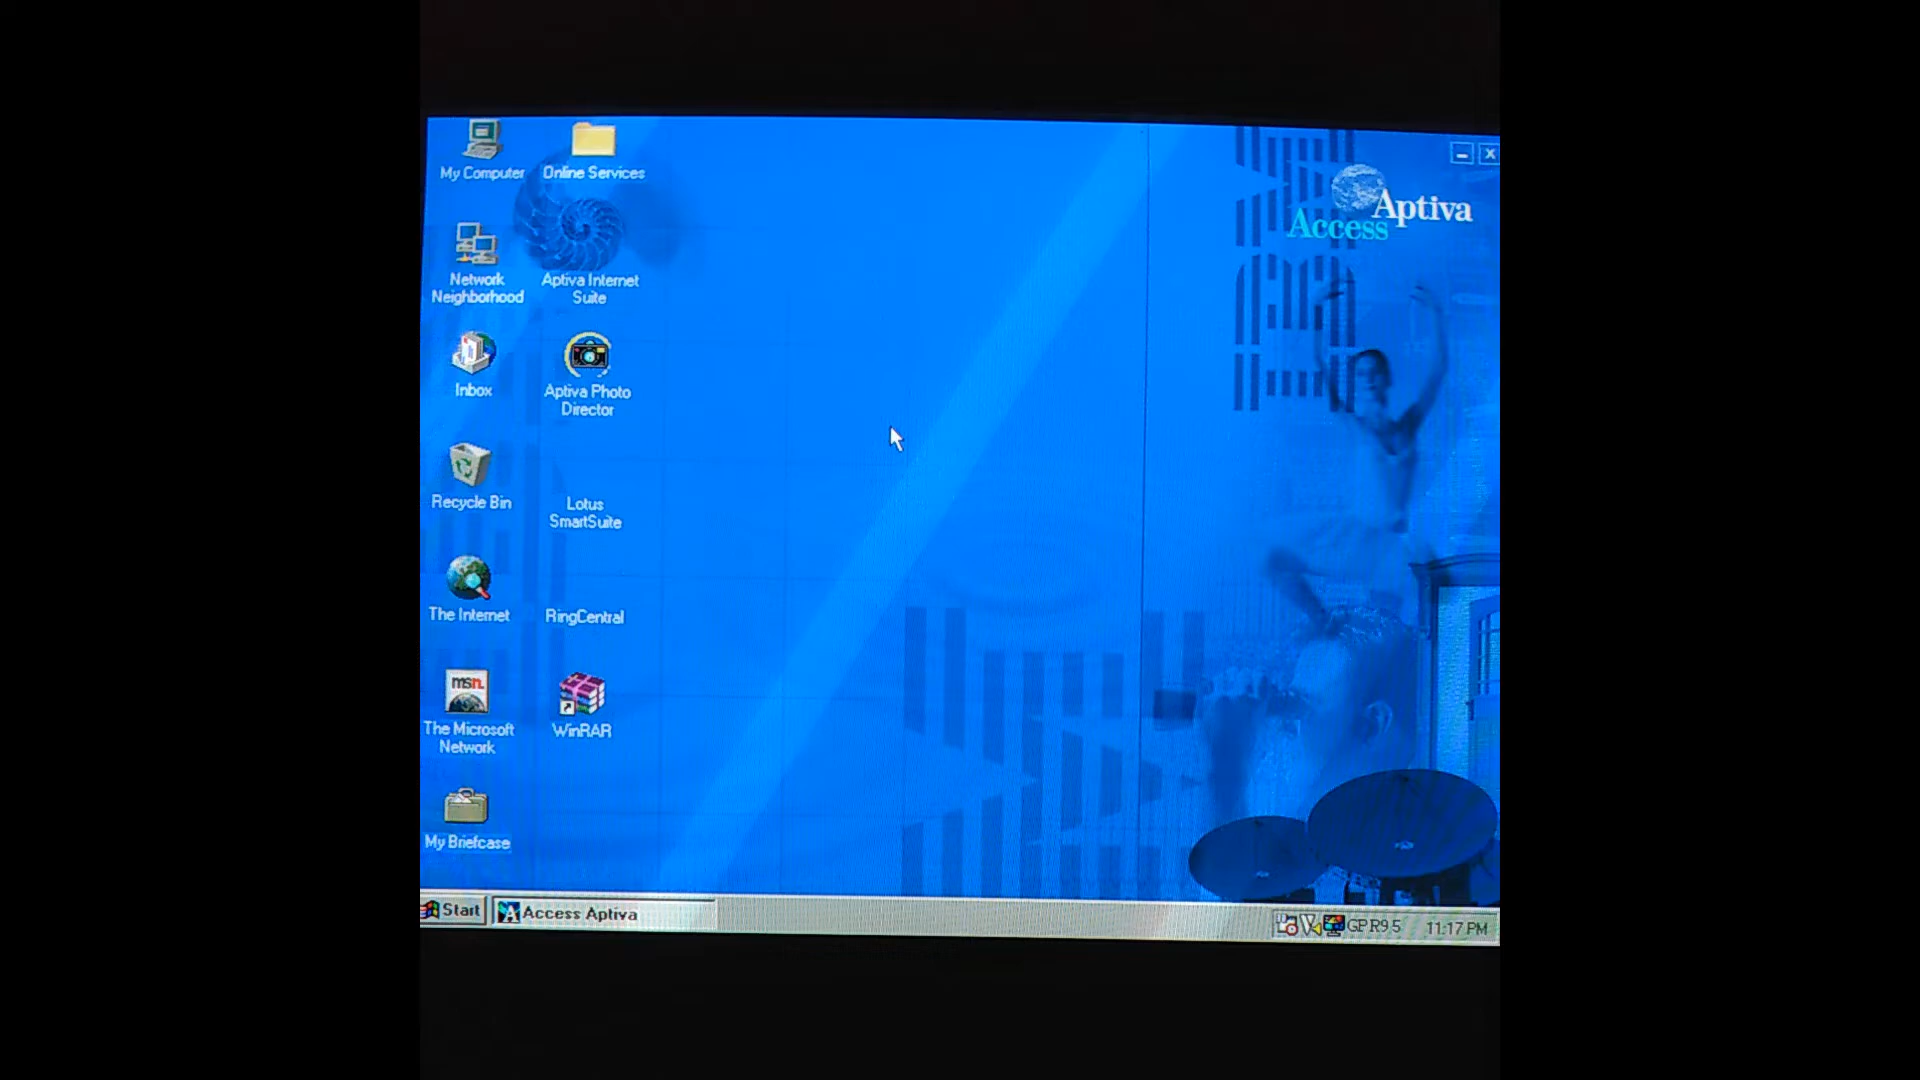 My Computer
Online Services
Access Aptiva
Network
Neighborhood
Aptiva Internet
Suite
Inbox
Aptiva Photo
Director
Recycle Bin
Lotus
SmartSuite
The Internet
RingCentral
msn.
The Microsoft
Network
WinRAR
My Briefcase
Start
Access Aptiva
11:17 PM